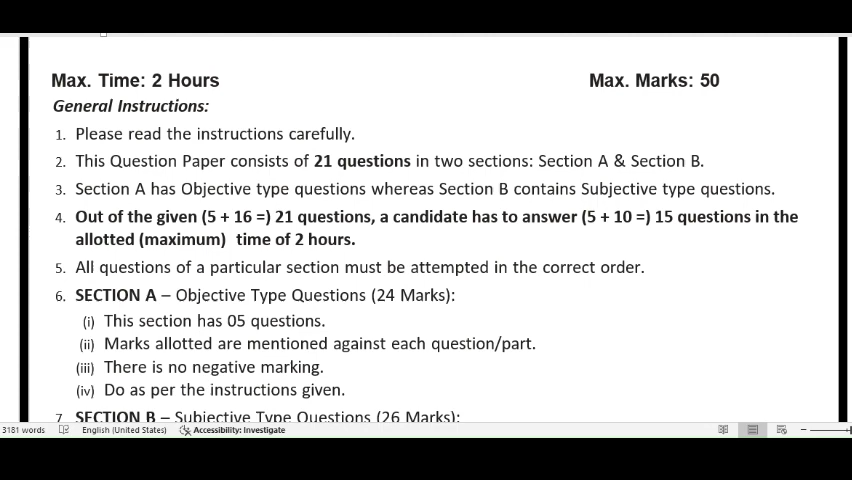 Max. Time: 2 Hours Max. Marks: 50
General Instructions:
1. Please read the instructions carefully.
2. This Question Paper consists of 21 questions in two sections: Section A & Section B.
3. Section A has Objective type questions whereas Section B contains Subjective type questions.
4. Out of the given (5 + 16 =) 21 questions, a candidate has to answer (5 + 10 =) 15 questions in the
allotted (maximum) time of 2 hours.
5. All questions of a particular section must be attempted in the correct order.
6. SECTION A – Objective Type Questions (24 Marks):
(i) This section has 05 questions.
(ii) Marks allotted are mentioned against each question/part.
(iii) There is no negative marking.
(iv) Do as per the instructions given.
7 SECTION B – Subjective Type Questions (26 Marks):
3181 words English (United States) Accessibility: Investigate